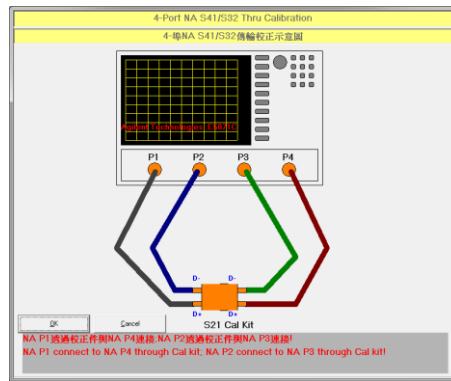 4-Port NA S41/S32 Thru Calibration
4-埠NA S41/S32傳輸校正示意圖
Agilent Technologies: E5071C
P1 P2 P3 P4
D- D-
D+ D+
S21 Cal Kit
OK Cancel
NA P1透過校正件與NA P4連接;NA P2透過校正件與NA P3連接!
NA P1 connect to NA P4 through Cal kit; NA P2 connect to NA P3 through Cal kit!